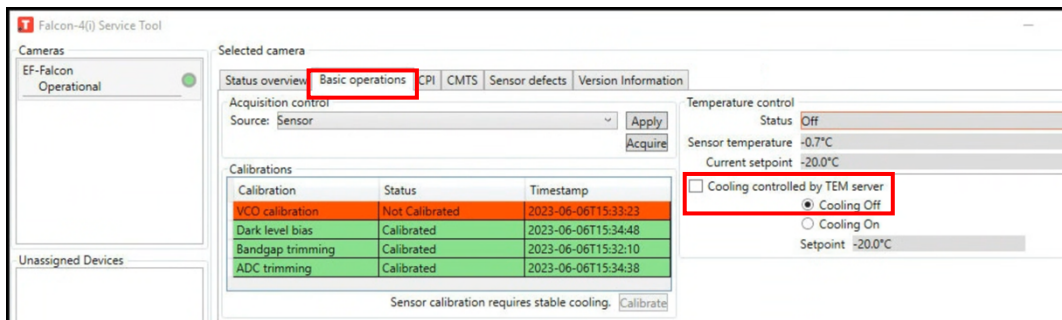 Falcon-4(i) Service Tool
Cameras
EF-Falcon
Operational
Unassigned Devices
Selected camera
Status overview Basic operations CPI CMTS Sensor defects Version Information
Acquisition control
Source: Sensor Apply
Acquire
Calibrations
Calibration Status Timestamp
VCO calibration Not Calibrated 2023-06-06T15:33:23
Dark level bias Calibrated 2023-06-06T15:34:48
Bandgap trimming Calibrated 2023-06-06T15:32:10
ADC trimming Calibrated 2023-06-06T15:34:38
Sensor calibration requires stable cooling. Calibrate
Temperature control
Status Off
Sensor temperature -0.7°C
Current setpoint -20.0°C
Cooling controlled by TEM server
Cooling Off
Cooling On
Setpoint -20.0°C